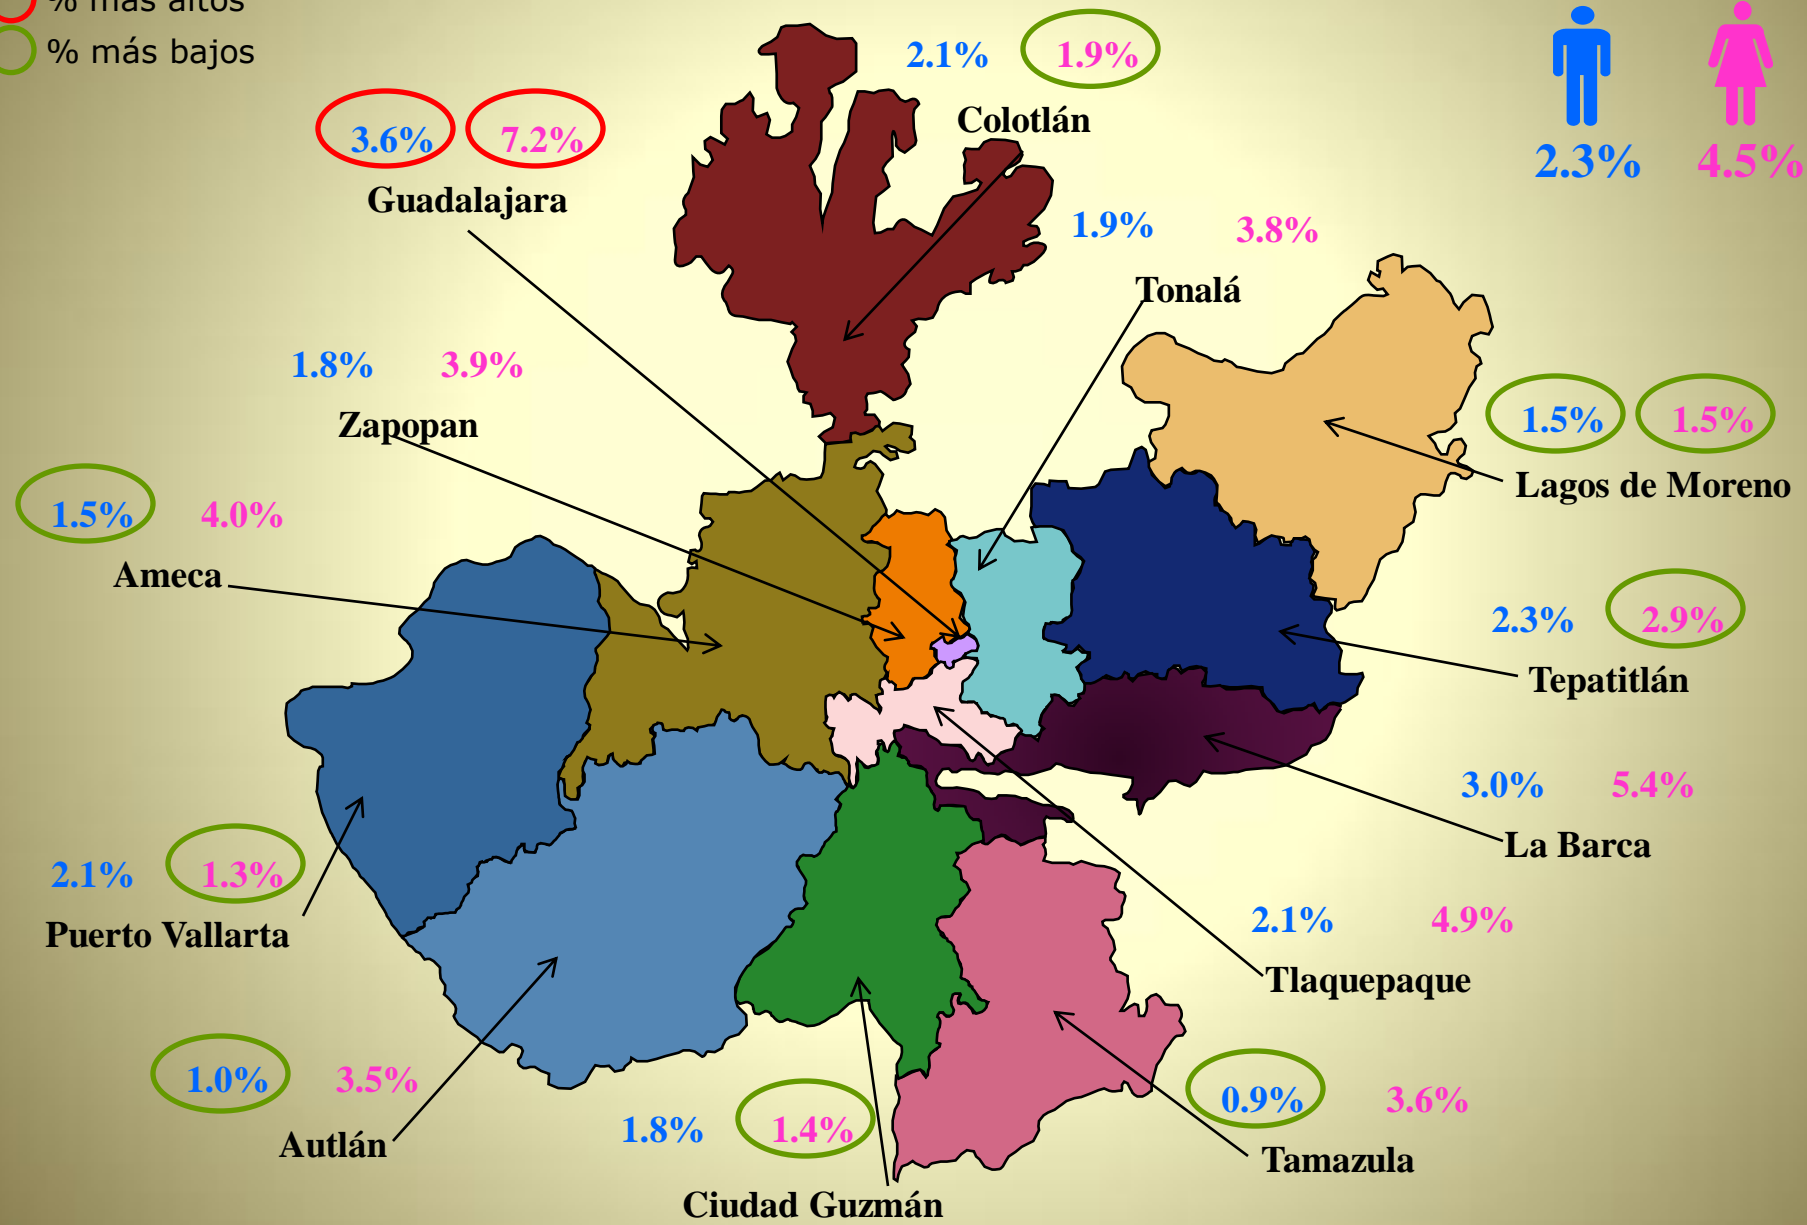 % más altos
% más bajos
2.1% 1.9%
Colotlán
3.6% 7.2%
Guadalajara
2.3% 4.5%
1.9% 3.8%
Tonalá
1.8% 3.9%
Zapopan
1.5% 1.5%
Lagos de Moreno
1.5% 4.0%
Ameca
2.3% 2.9%
Tepatitlán
3.0% 5.4%
La Barca
2.1% 1.3%
Puerto Vallarta
2.1% 4.9%
Tlaquepaque
1.0% 3.5%
Autlán
1.8% 1.4%
Ciudad Guzmán
0.9% 3.6%
Tamazula